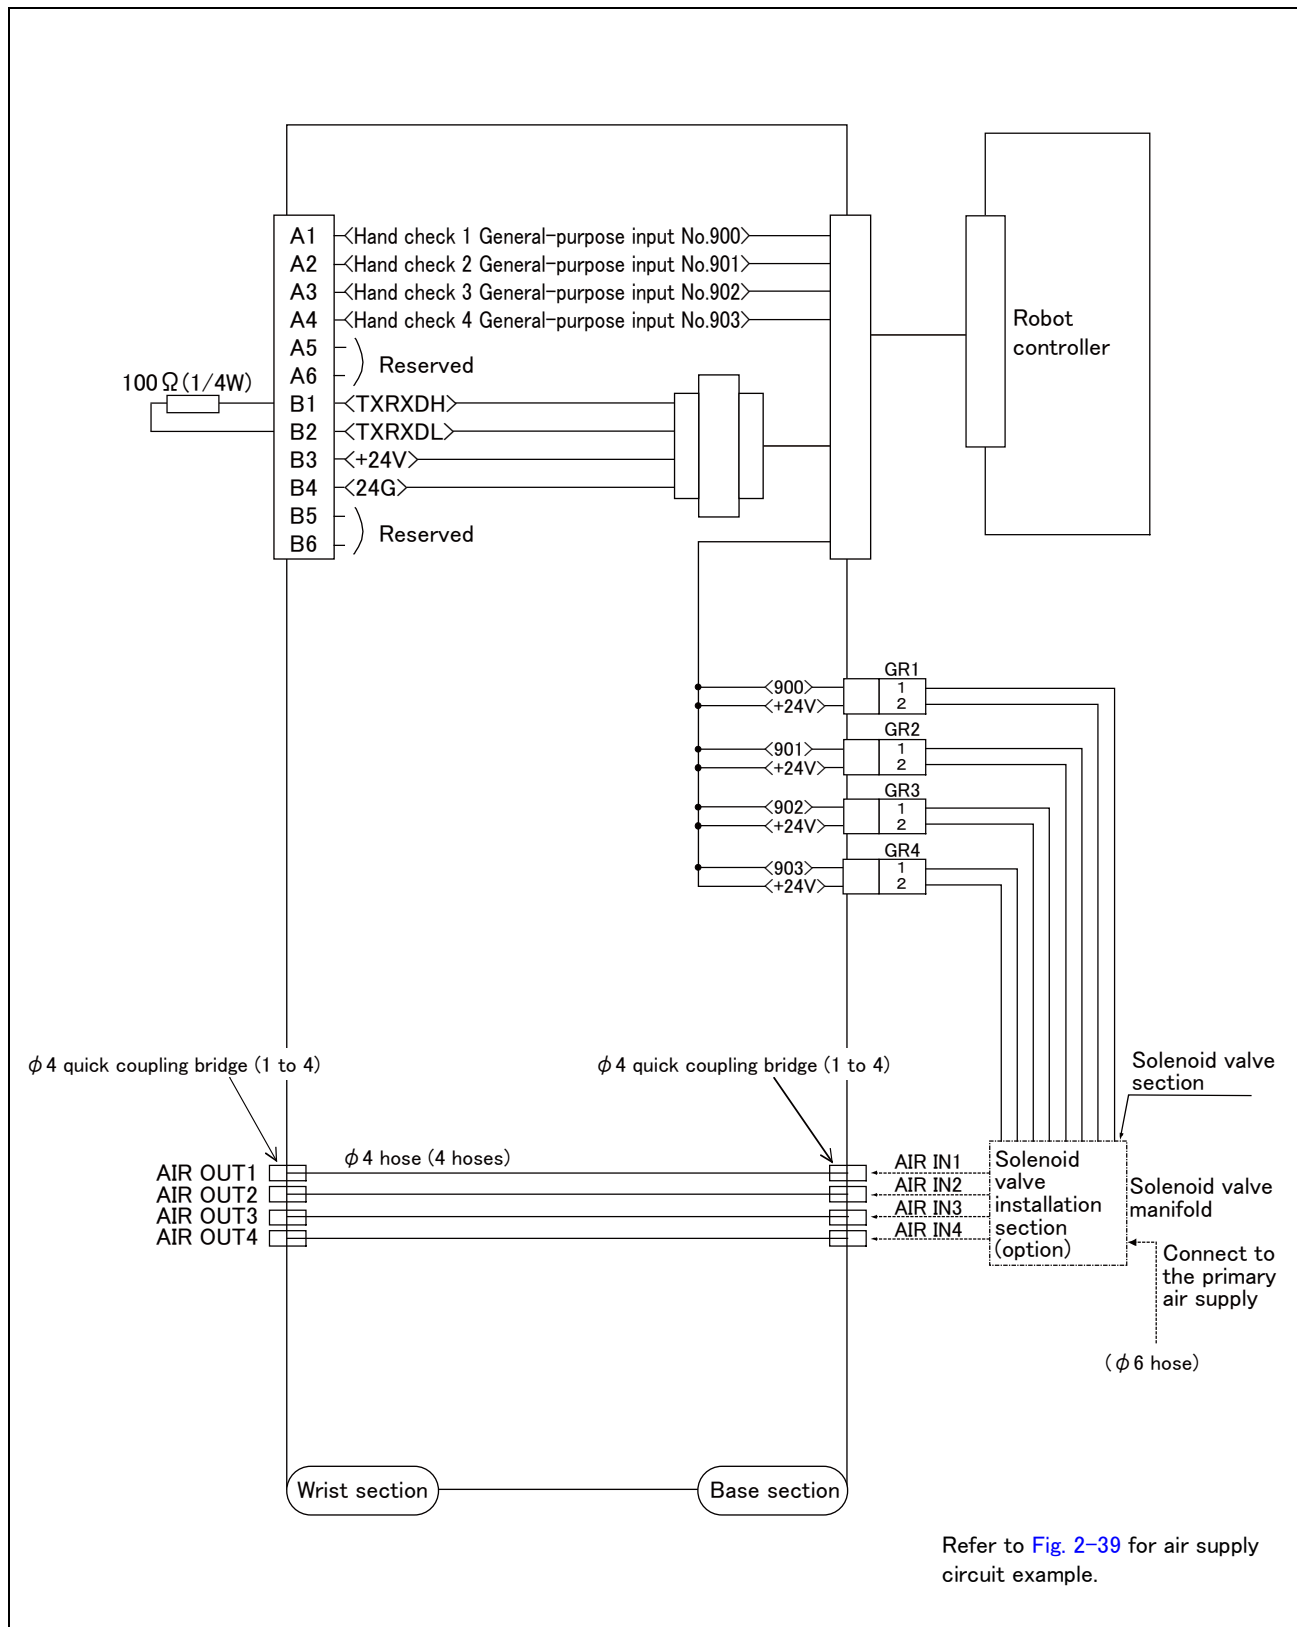 A1 <Hand check 1 General-purpose input No.900>
A2 <Hand check 2 General-purpose input No.901>
A3 <Hand check 3 General-purpose input No.902>
A4 <Hand check 4 General-purpose input No.903>
Robot
controller
A5
Reserved
A6
100Ω(1/4W)
B1 <TXRXDH>
B2 <TXRXDL>
B3 <+24V>
B4 <24G>
B5
Reserved
B6
GR1
<900> 1
<+24V> 2
GR2
<901> 1
<+24V> 2
GR3
<902> 1
<+24V> 2
GR4
<903> 1
<+24V> 2
φ4 quick coupling bridge (1 to 4)
φ4 quick coupling bridge (1 to 4)
Solenoid valve
section
φ4 hose (4 hoses)
AIR OUT1
AIR OUT2
AIR OUT3
AIR OUT4
AIR IN1
AIR IN2
AIR IN3
AIR IN4
Solenoid
valve
installation
section
(option)
Solenoid valve
manifold
Connect to
the primary
air supply
(φ6 hose)
Wrist section
Base section
Refer to Fig. 2-39 for air supply
circuit example.